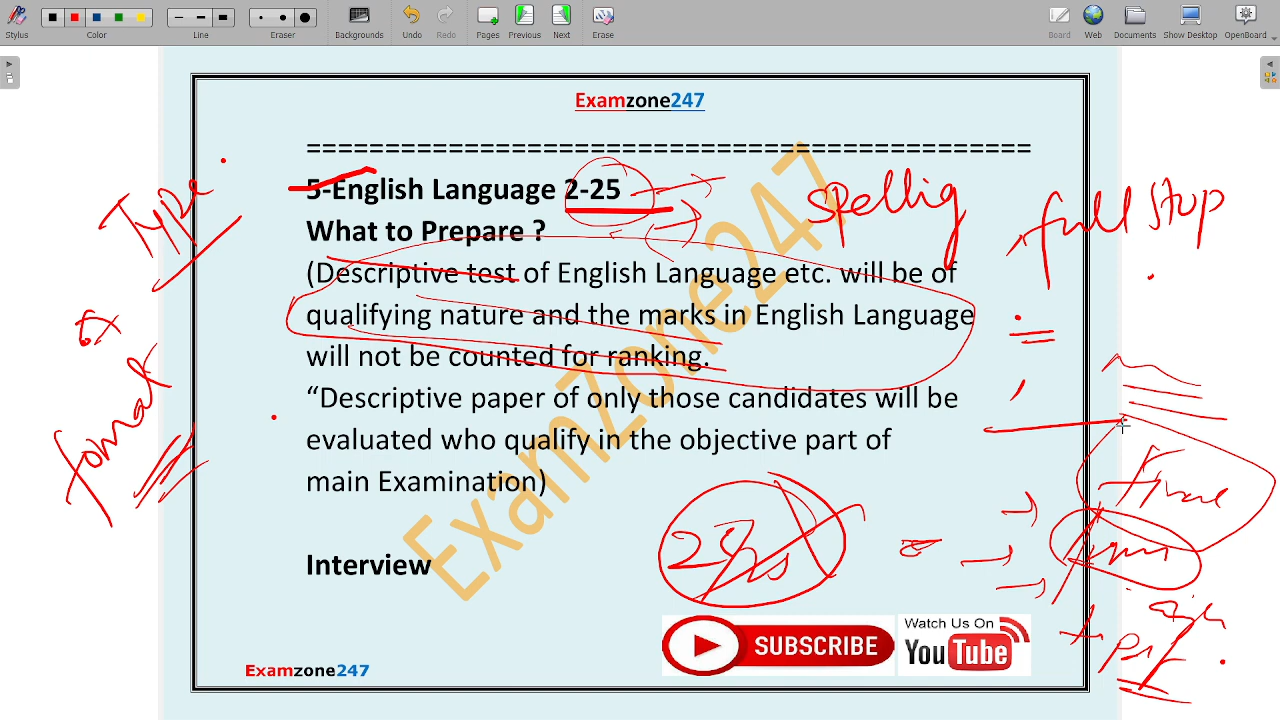 Stylus
Color
Line
Eraser
Backgrounds
Undo
Redo
Pages
Previous
Next
Erase
Board
Web
Documents
Show Desktop
OpenBoard
Examzone247
==============================================
5-English Language 2-25
What to Prepare ?
(Descriptive test of English Language etc. will be of
qualifying nature and the marks in English Language
will not be counted for ranking.
“Descriptive paper of only those candidates will be
evaluated who qualify in the objective part of
main Examination)
Interview
ExamZone247
Type
fomat
spellig
full stop
SUBSCRIBE
Watch Us On
YouTube
Examzone247